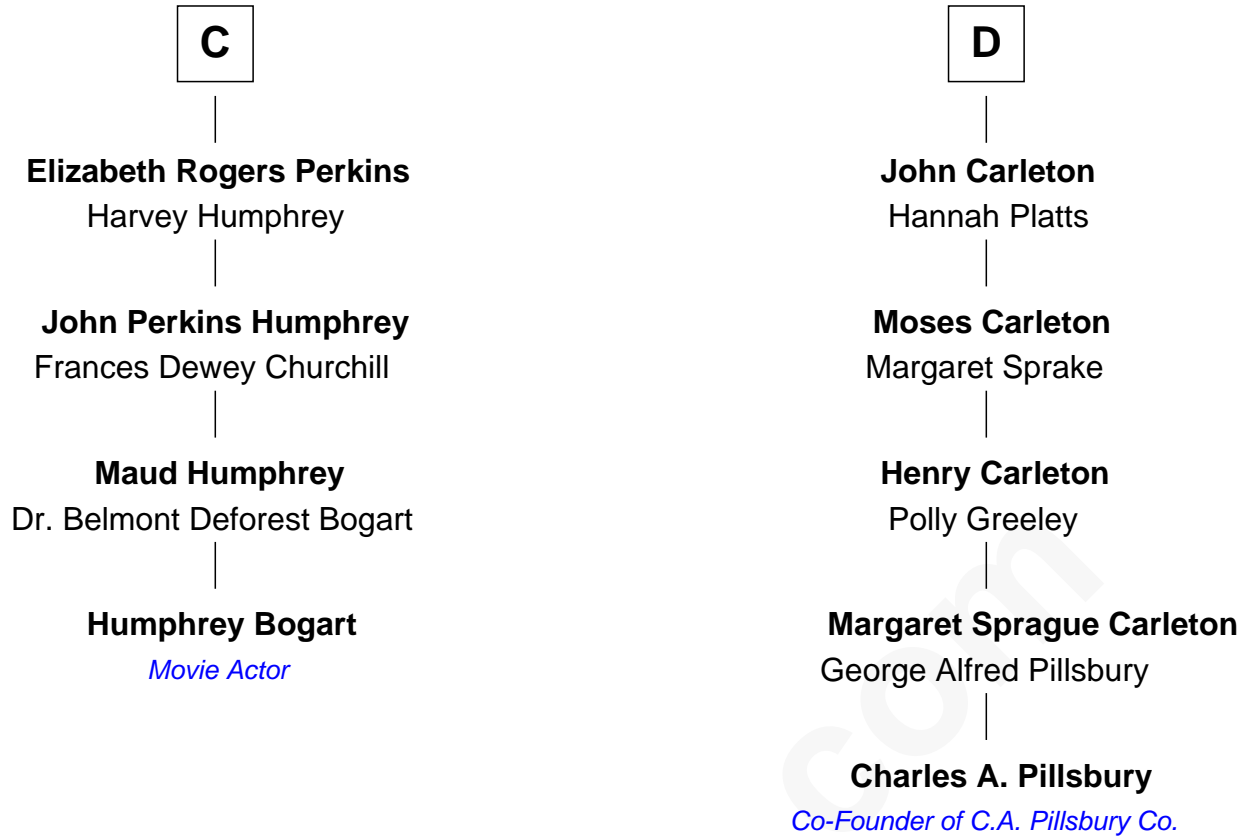 C
Elizabeth Rogers Perkins
Harvey Humphrey
John Perkins Humphrey
Frances Dewey Churchill
Maud Humphrey
Dr. Belmont Deforest Bogart
Humphrey Bogart
Movie Actor
D
John Carleton
Hannah Platts
Moses Carleton
Margaret Sprake
Henry Carleton
Polly Greeley
Margaret Sprague Carleton
George Alfred Pillsbury
Charles A. Pillsbury
Co-Founder of C.A. Pillsbury Co.
com